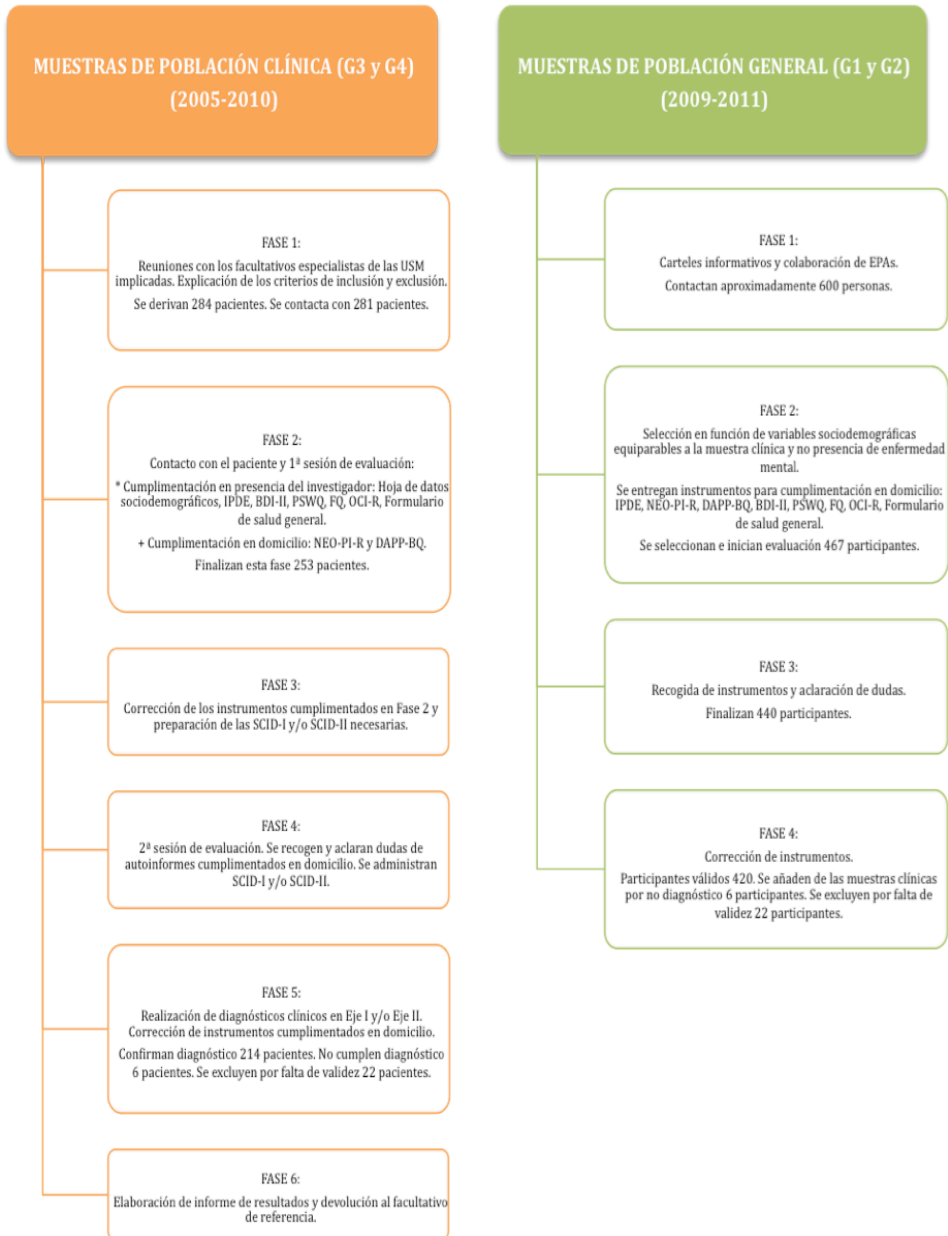 MUESTRAS DE POBLACIÓN CLÍNICA (G3 y G4)
(2005-2010)
FASE 1:
Reuniones con los facultativos especialistas de las USM
implicadas. Explicación de los criterios de inclusión y exclusión.
Se derivan 284 pacientes. Se contacta con 281 pacientes.
FASE 2:
Contacto con el paciente y 1ª sesión de evaluación:
* Cumplimentación en presencia del investigador: Hoja de datos
sociodemográficos, IPDE, BDI-II, PSWQ, FQ, OCI-R, Formulario
de salud general.
+ Cumplimentación en domicilio: NEO-PI-R y DAPP-BQ.
Finalizan esta fase 253 pacientes.
FASE 3:
Corrección de los instrumentos cumplimentados en Fase 2 y
preparación de las SCID-I y/o SCID-II necesarias.
FASE 4:
2ª sesión de evaluación. Se recogen y aclaran dudas de
autoinformes cumplimentados en domicilio. Se administran
SCID-I y/o SCID-II.
FASE 5:
Realización de diagnósticos clínicos en Eje I y/o Eje II.
Corrección de instrumentos cumplimentados en domicilio.
Confirman diagnóstico 214 pacientes. No cumplen diagnóstico
6 pacientes. Se excluyen por falta de validez 22 pacientes.
FASE 6:
Elaboración de informe de resultados y devolución al facultativo
de referencia.
MUESTRAS DE POBLACIÓN GENERAL (G1 y G2)
(2009-2011)
FASE 1:
Carteles informativos y colaboración de EPAs.
Contactan aproximadamente 600 personas.
FASE 2:
Selección en función de variables sociodemográficas
equiparables a la muestra clínica y no presencia de enfermedad
mental.
Se entregan instrumentos para cumplimentación en domicilio:
IPDE, NEO-PI-R, DAPP-BQ, BDI-II, PSWQ, FQ, OCI-R, Formulario
de salud general.
Se seleccionan e inician evaluación 467 participantes.
FASE 3:
Recogida de instrumentos y aclaración de dudas.
Finalizan 440 participantes.
FASE 4:
Corrección de instrumentos.
Participantes válidos 420. Se añaden de las muestras clínicas
por no diagnóstico 6 participantes. Se excluyen por falta de
validez 22 participantes.